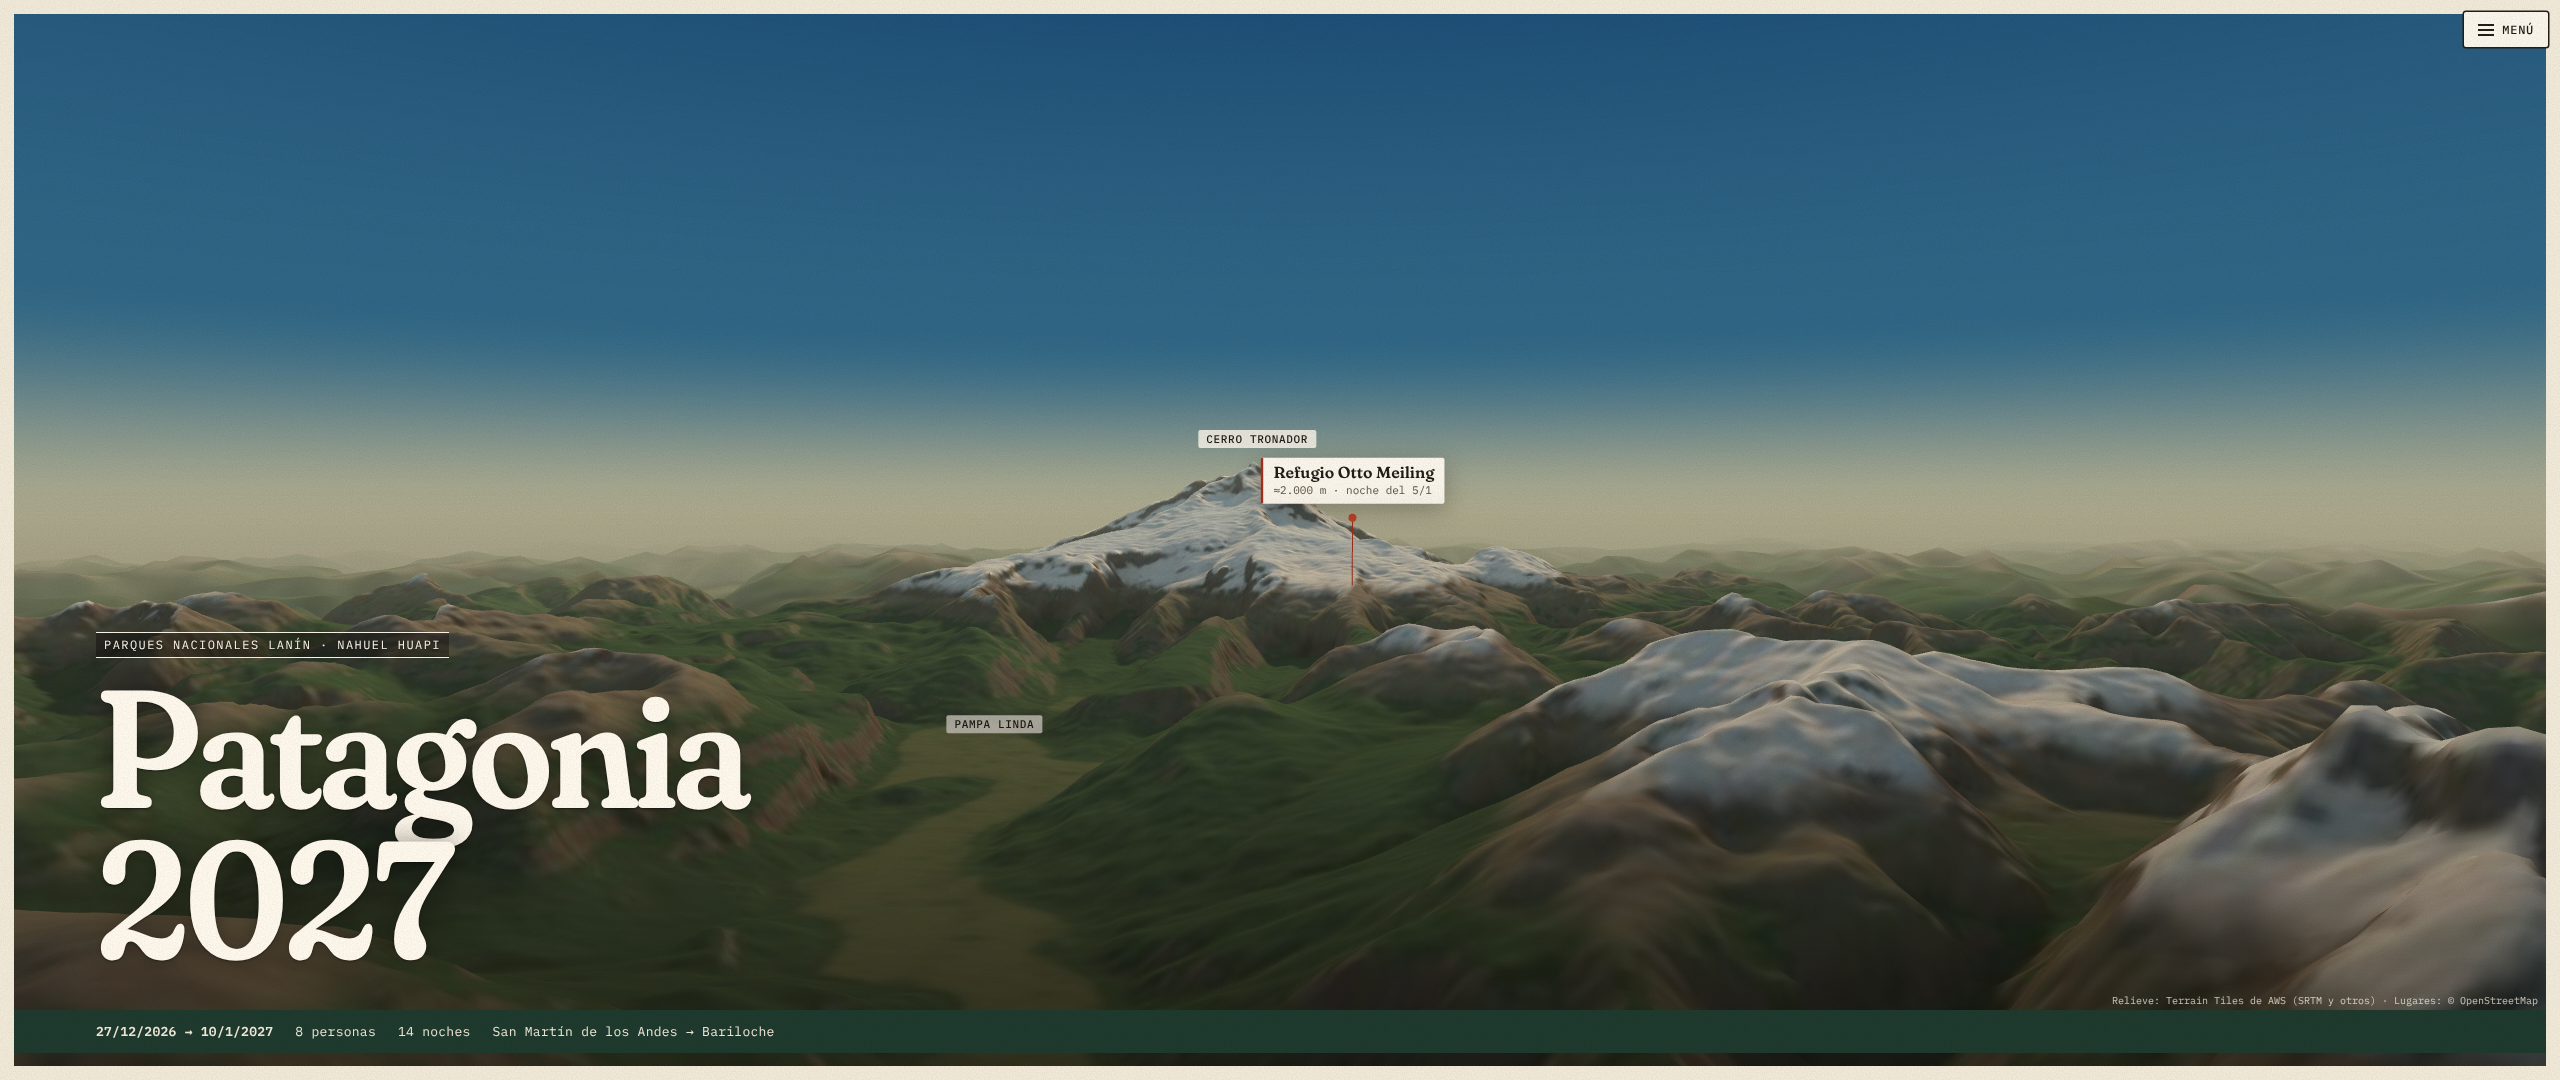 MENÚ
CERRO TRONADOR
Refugio Otto Meiling
≈2.000 m · noche del 5/1
PARQUES NACIONALES LANÍN · NAHUEL HUAPI
PAMPA LINDA
Patagonia
2027
Relieve: Terrain Tiles de AWS (SRTM y otros) · Lugares: © OpenStreetMap
27/12/2026 → 10/1/2027 8 personas 14 noches San Martín de los Andes → Bariloche